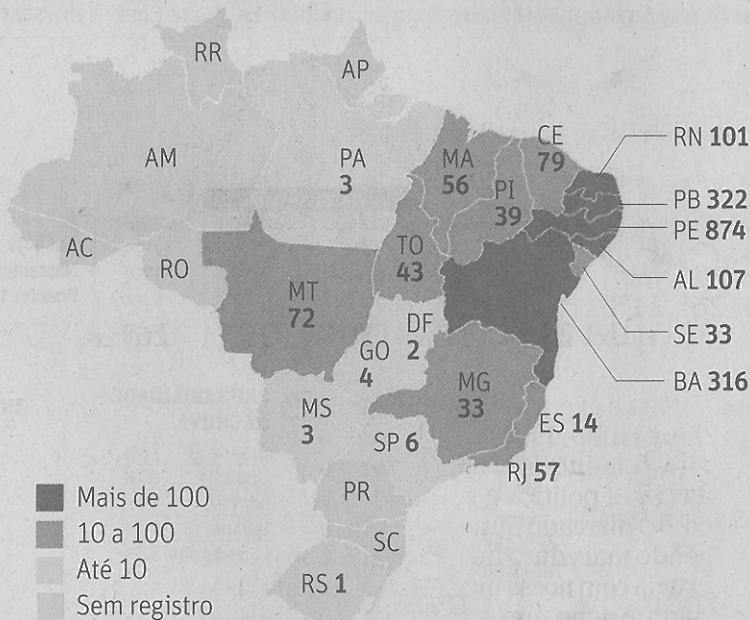 RR
AP
AM
PA
3
MA
56
CE
79
PI
39
RN 101
PB 322
PE 874
AL 107
SE 33
BA 316
AC
RO
MT
72
TO
43
DF
2
GO
4
MG
33
MS
3
SP 6
ES 14
RJ 57
PR
SC
RS 1
Mais de 100
10 a 100
Até 10
Sem registro